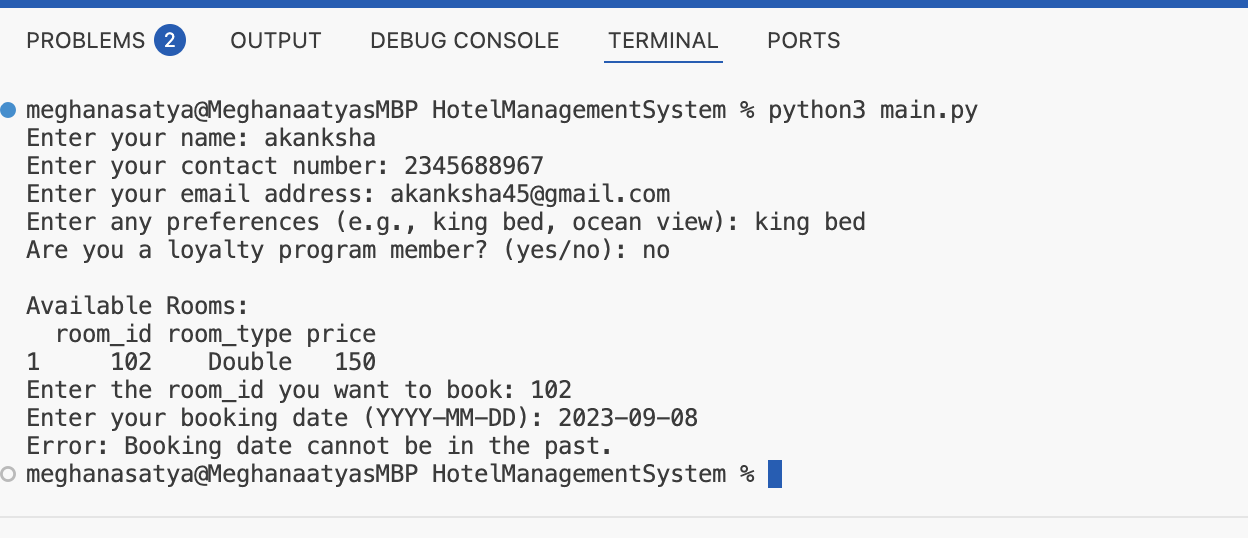 PROBLEMS 2 OUTPUT DEBUG CONSOLE TERMINAL PORTS
meghanasatya@MeghanaatyasMBP HotelManagementSystem % python3 main.py
Enter your name: akanksha
Enter your contact number: 2345688967
Enter your email address: akanksha45@gmail.com
Enter any preferences (e.g., king bed, ocean view): king bed
Are you a loyalty program member? (yes/no): no
Available Rooms:
  room_id room_type price
1     102    Double   150
Enter the room_id you want to book: 102
Enter your booking date (YYYY-MM-DD): 2023-09-08
Error: Booking date cannot be in the past.
meghanasatya@MeghanaatyasMBP HotelManagementSystem %